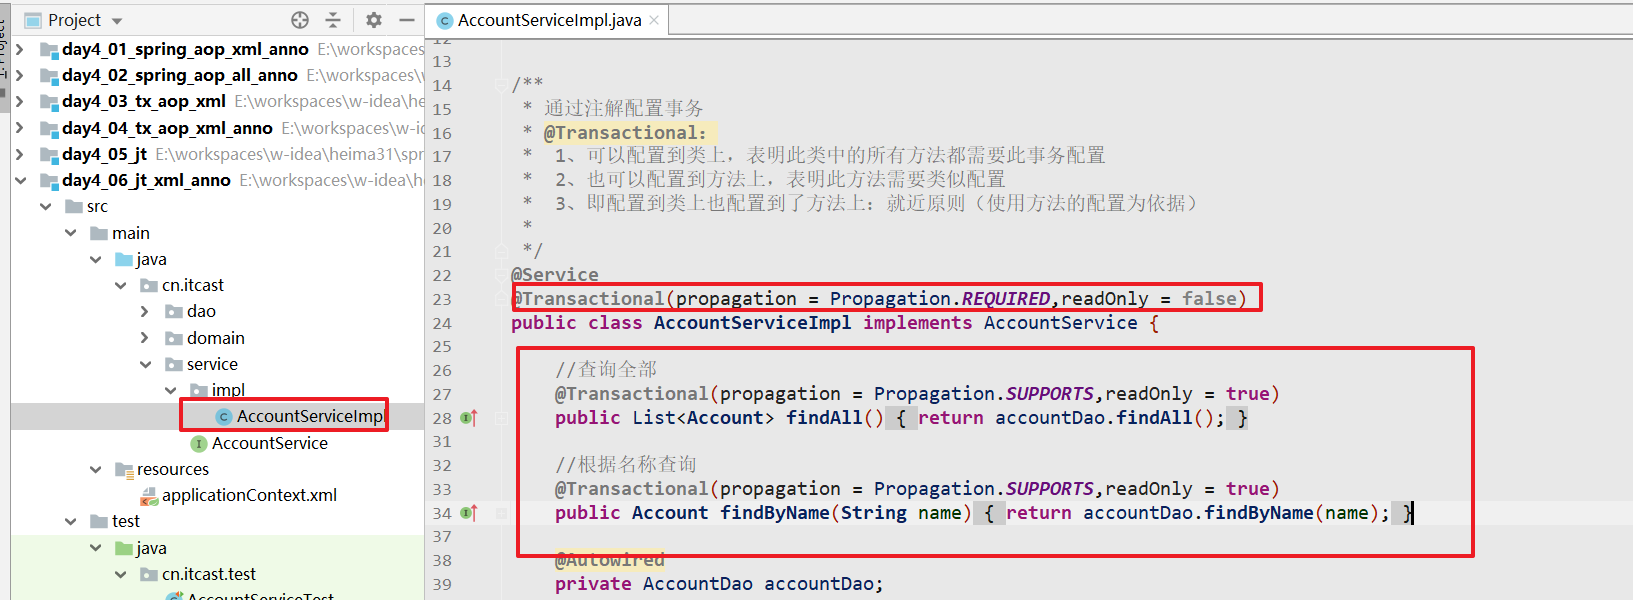 Project
AccountServiceImpl.java
1: Project
day4_01_spring_aop_xml_anno E:\workspaces
day4_02_spring_aop_all_anno E:\workspaces\
day4_03_tx_aop_xml E:\workspaces\w-idea\he
day4_04_tx_aop_xml_anno E:\workspaces\w-i
day4_05_jt E:\workspaces\w-idea\heima31\spr
day4_06_jt_xml_anno E:\workspaces\w-idea\he
src
main
java
cn.itcast
dao
domain
service
impl
AccountServiceImpl
AccountService
resources
applicationContext.xml
test
java
cn.itcast.test
AccountServiceTest
12
13
14 /**
15 * 通过注解配置事务
16 * @Transactional：
17 * 1、可以配置到类上，表明此类中的所有方法都需要此事务配置
18 * 2、也可以配置到方法上，表明此方法需要类似配置
19 * 3、即配置到类上也配置到了方法上：就近原则（使用方法的配置为依据）
20 *
21 */
22 @Service
23 @Transactional(propagation = Propagation.REQUIRED,readOnly = false)
24 public class AccountServiceImpl implements AccountService {
25
26 //查询全部
27 @Transactional(propagation = Propagation.SUPPORTS,readOnly = true)
28 public List<Account> findAll() { return accountDao.findAll(); }
31
32 //根据名称查询
33 @Transactional(propagation = Propagation.SUPPORTS,readOnly = true)
34 public Account findByName(String name) { return accountDao.findByName(name); }
37
38 @Autowired
39 private AccountDao accountDao;